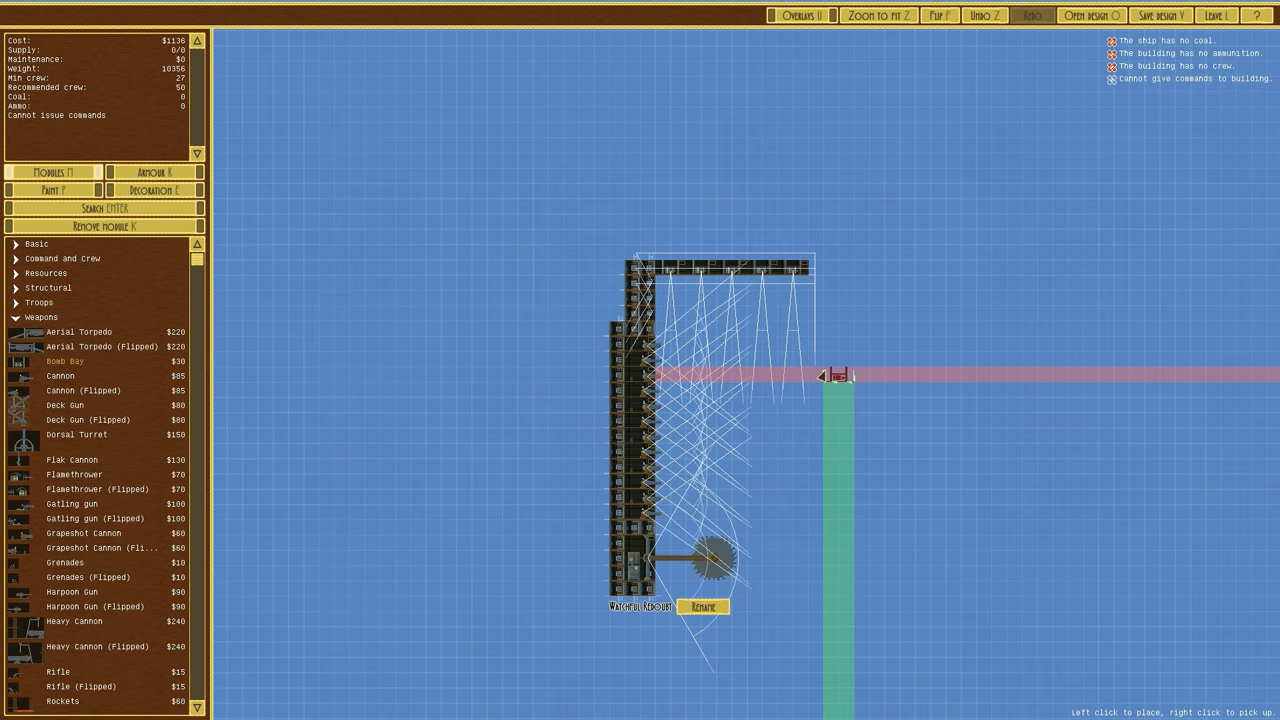 Overlays U
Zoom to fit Z
Flip F
Undo Z
Redo
Open design O
Save design V
Leave L
?
Cost: $1136
Supply: 0/0
Maintenance: $0
Weight: 10356
Min crew: 27
Recommended crew: 50
Coal: 0
Ammo: 0
Cannot issue commands
The ship has no coal.
The building has no ammunition.
The building has no crew.
Cannot give commands to building.
Modules M
Armour R
Paint P
Decoration E
Search ENTER
Remove module K
Basic
Command and Crew
Resources
Structural
Troops
Weapons
Aerial Torpedo $220
Aerial Torpedo (Flipped) $220
Bomb Bay $30
Cannon $85
Cannon (Flipped) $85
Deck Gun $80
Deck Gun (Flipped) $80
Dorsal Turret $150
Flak Cannon $130
Flamethrower $70
Flamethrower (Flipped) $70
Gatling gun $100
Gatling gun (Flipped) $100
Grapeshot Cannon $60
Grapeshot Cannon (Fli... $60
Grenades $10
Grenades (Flipped) $10
Harpoon Gun $90
Harpoon Gun (Flipped) $90
Heavy Cannon $240
Heavy Cannon (Flipped) $240
Rifle $15
Rifle (Flipped) $15
Rockets $60
Watchful Redoubt
Rename
Left click to place, right click to pick up.